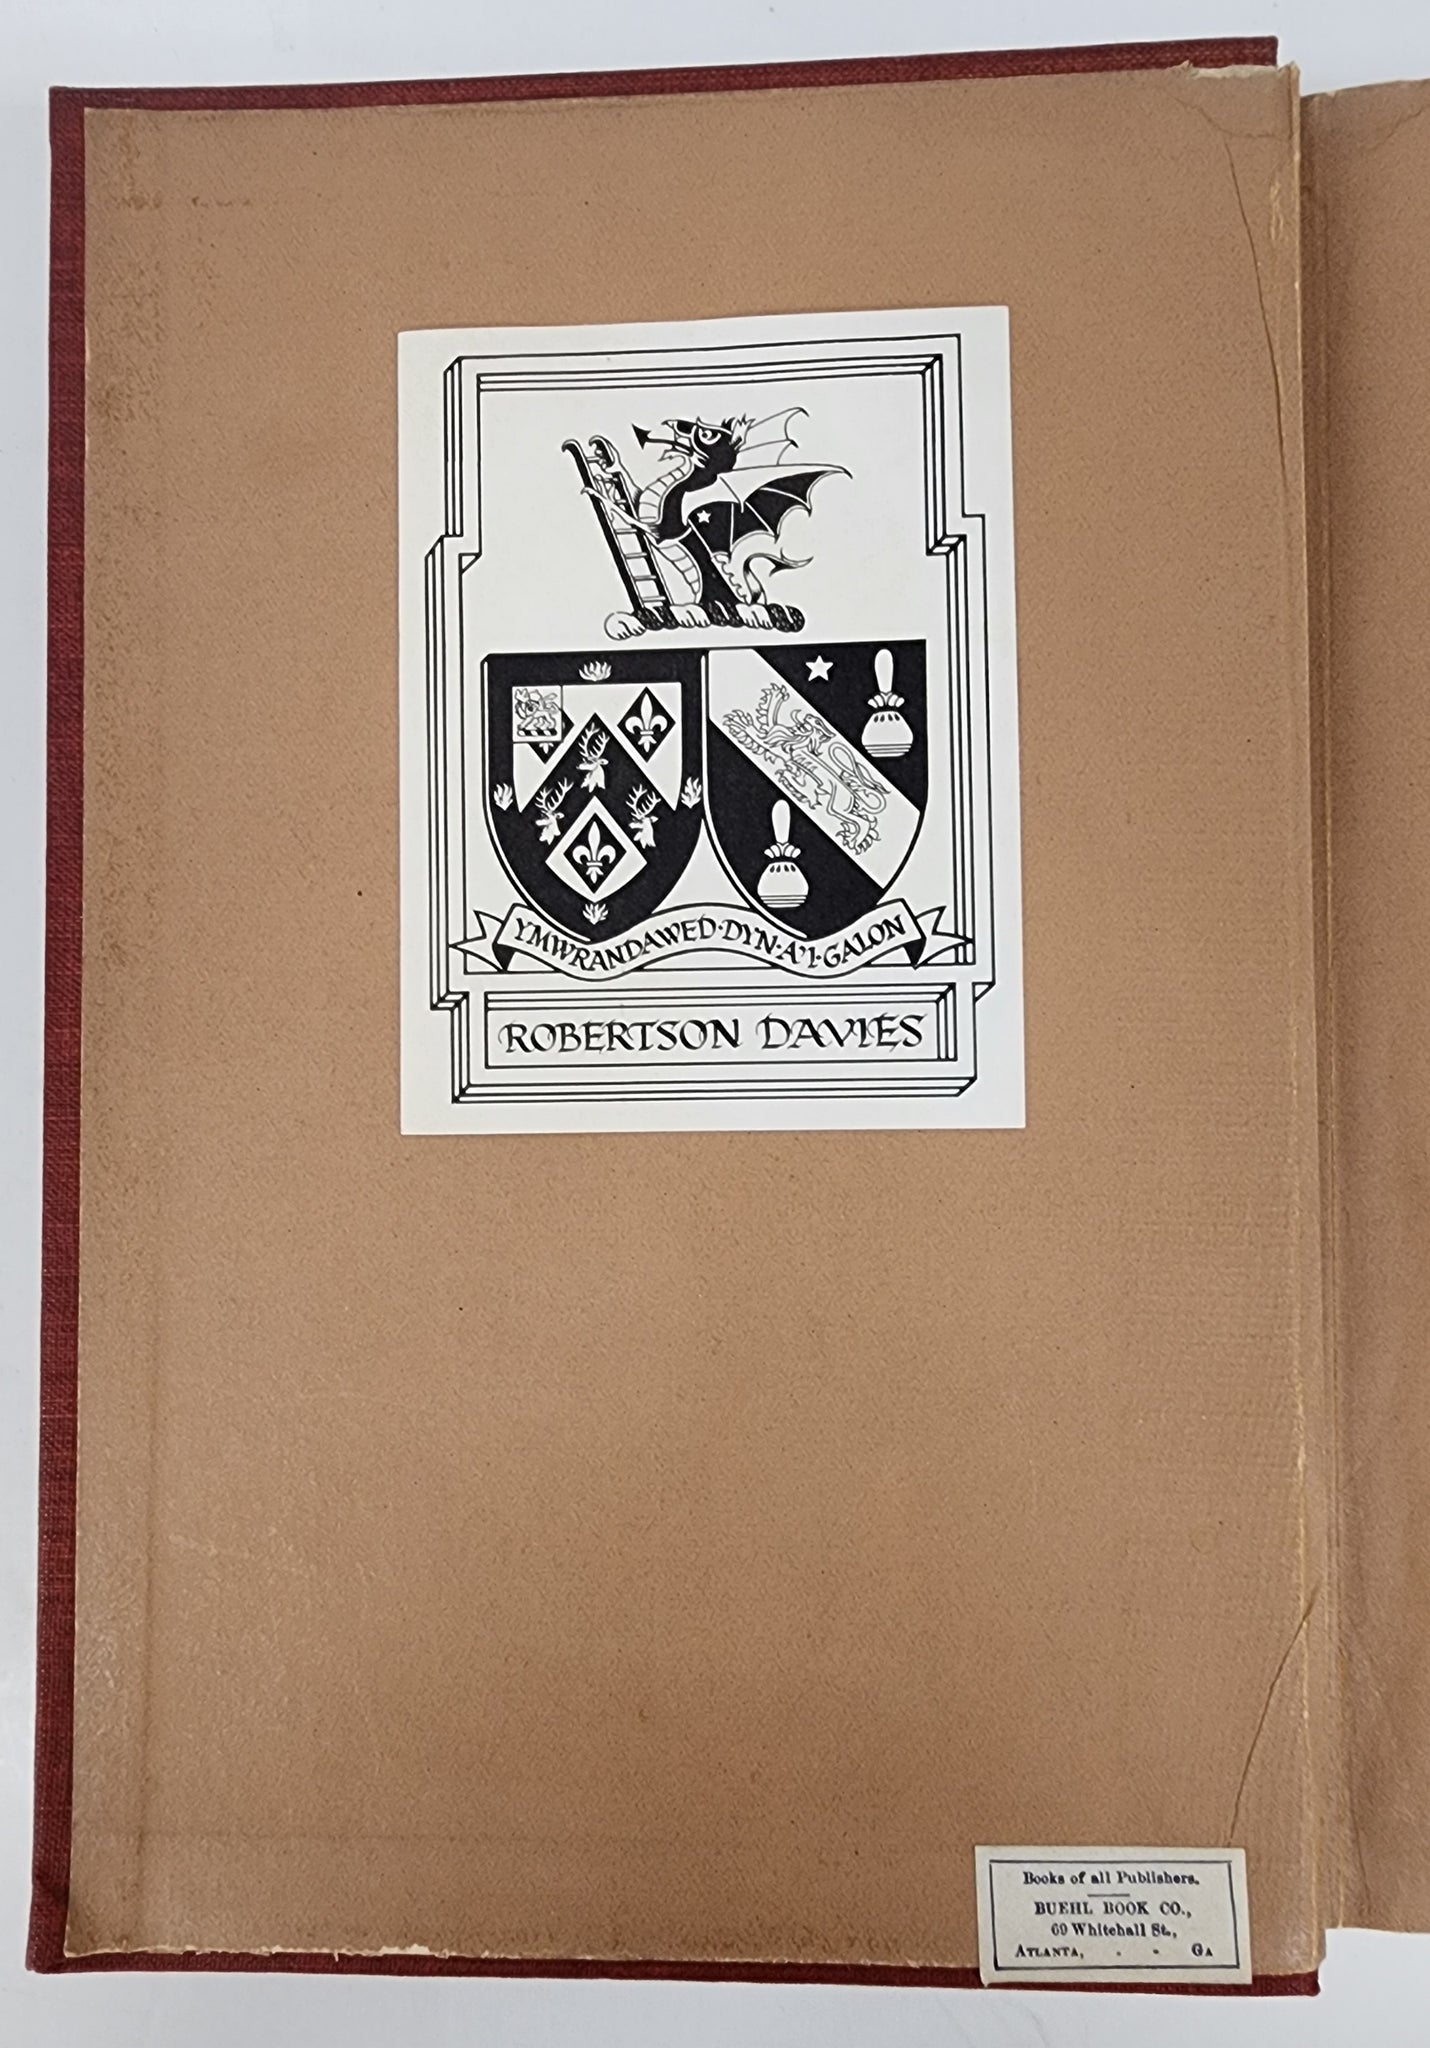 YMWRANDAWED·DYN·A'I·GALON
ROBERTSON DAVIES
Books of all Publishers.
BUEHL BOOK CO.,
69 Whitehall St.,
ATLANTA, - - GA